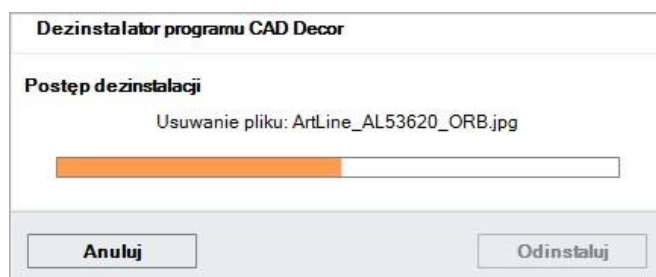 Dezinstalator programu CAD Decor
Postęp dezinstalacji
Usuwanie pliku: ArtLine_AL53620_ORB.jpg
Anuluj
Odinstaluj